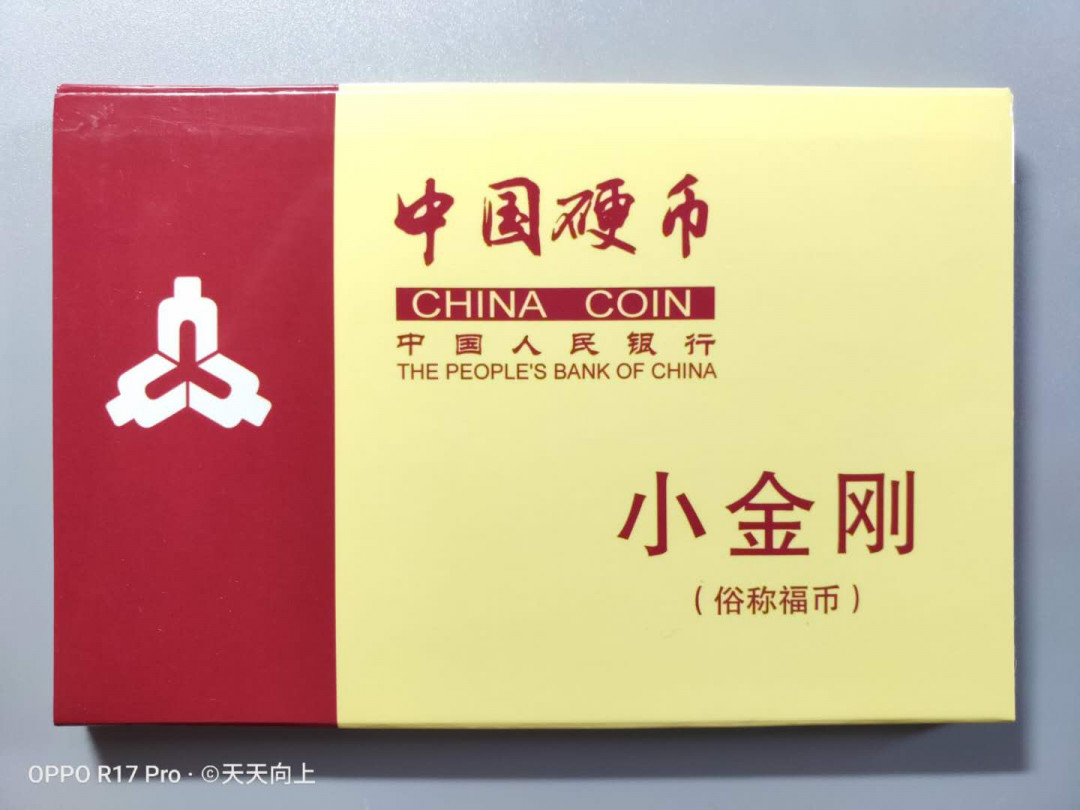 中国硬币
CHINA COIN
中国人民银行
THE PEOPLE'S BANK OF CHINA
小金刚
(俗称福币)
OPPO R17 Pro · ©天天向上